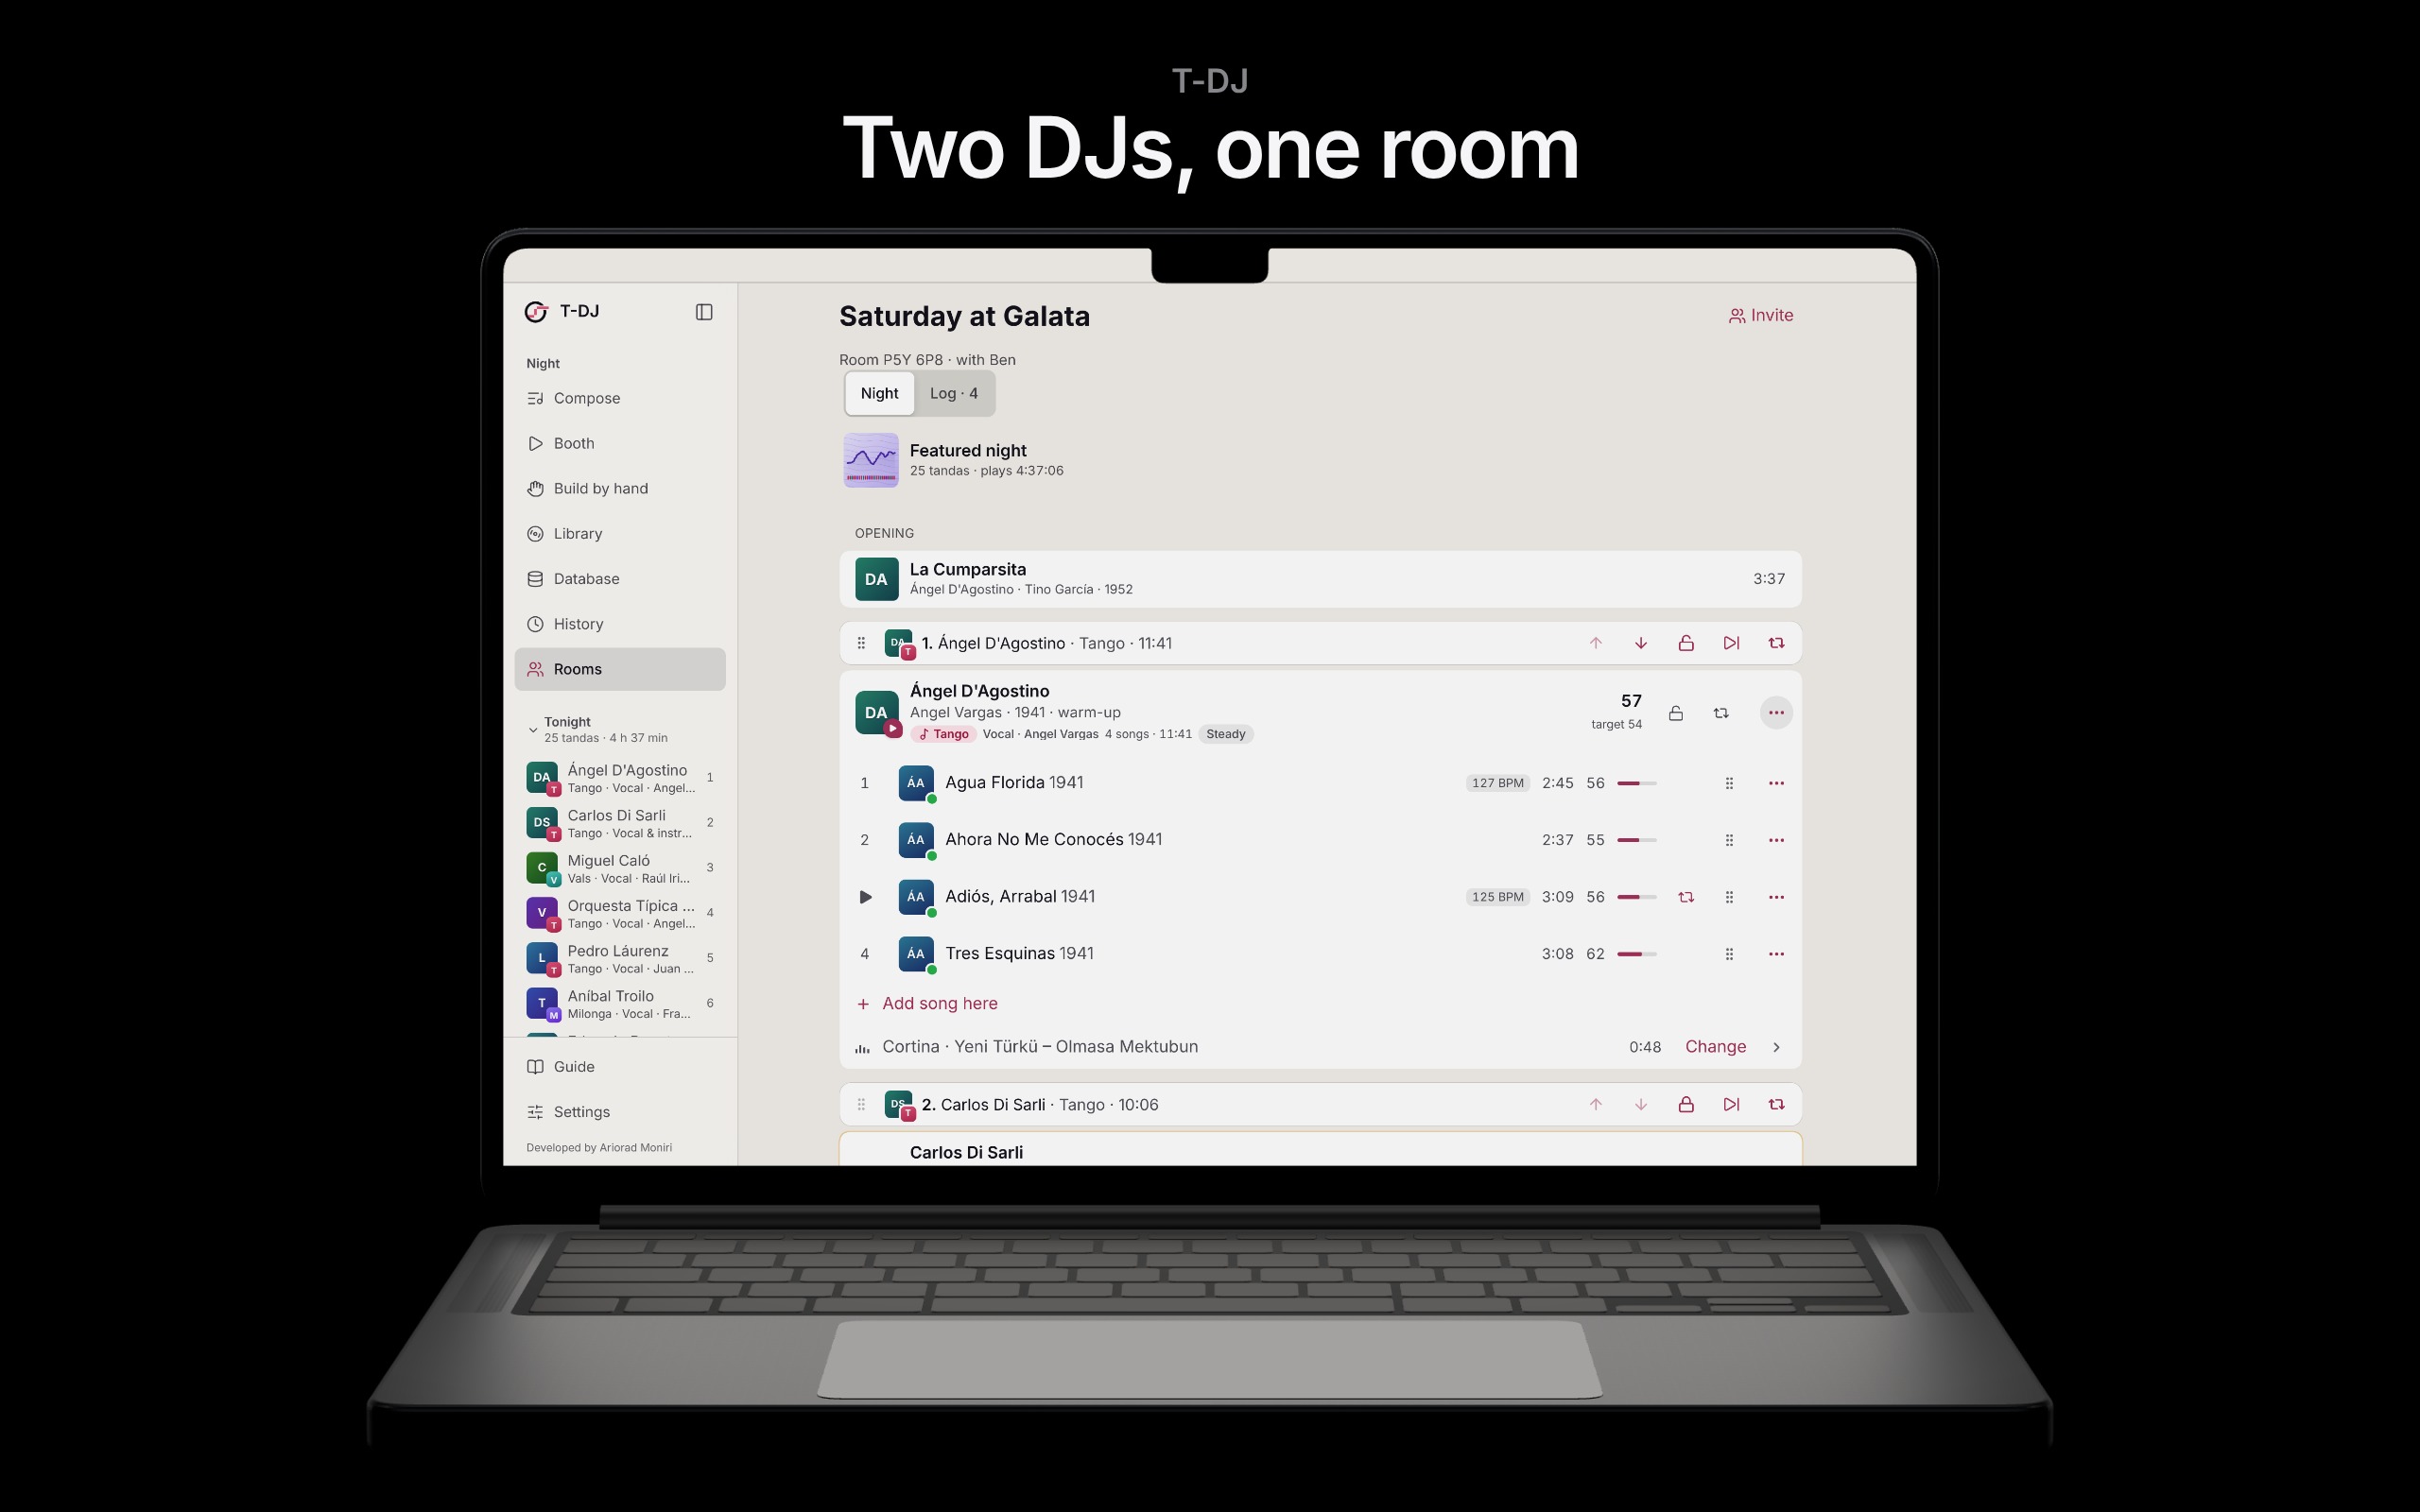 T-DJ
Two DJs, one room
T-DJ
Night
Compose
Booth
Build by hand
Library
Database
History
Rooms
Tonight
25 tandas · 4 h 37 min
DA
T
Ángel D'Agostino
Tango · Vocal · Angel...
1
DS
T
Carlos Di Sarli
Tango · Vocal & instr...
2
C
V
Miguel Caló
Vals · Vocal · Raúl Iri...
3
V
T
Orquesta Típica ...
Tango · Vocal · Angel...
4
L
T
Pedro Láurenz
Tango · Vocal · Juan ...
5
T
M
Aníbal Troilo
Milonga · Vocal · Fra...
6
Guide
Settings
Developed by Ariorad Moniri
Saturday at Galata
Invite
Room P5Y 6P8 · with Ben
Night
Log · 4
Featured night
25 tandas · plays 4:37:06
OPENING
DA
La Cumparsita
Ángel D'Agostino · Tino García · 1952
3:37
DA
T
1. Ángel D'Agostino · Tango · 11:41
DA
Ángel D'Agostino
Angel Vargas · 1941 · warm-up
Tango Vocal · Angel Vargas 4 songs · 11:41 Steady
57
target 54
1 ÁA Agua Florida 1941 127 BPM 2:45 56
2 ÁA Ahora No Me Conocés 1941 2:37 55
ÁA Adiós, Arrabal 1941 125 BPM 3:09 56
4 ÁA Tres Esquinas 1941 3:08 62
+ Add song here
Cortina · Yeni Türkü – Olmasa Mektubun 0:48 Change
DS
T
2. Carlos Di Sarli · Tango · 10:06
Carlos Di Sarli